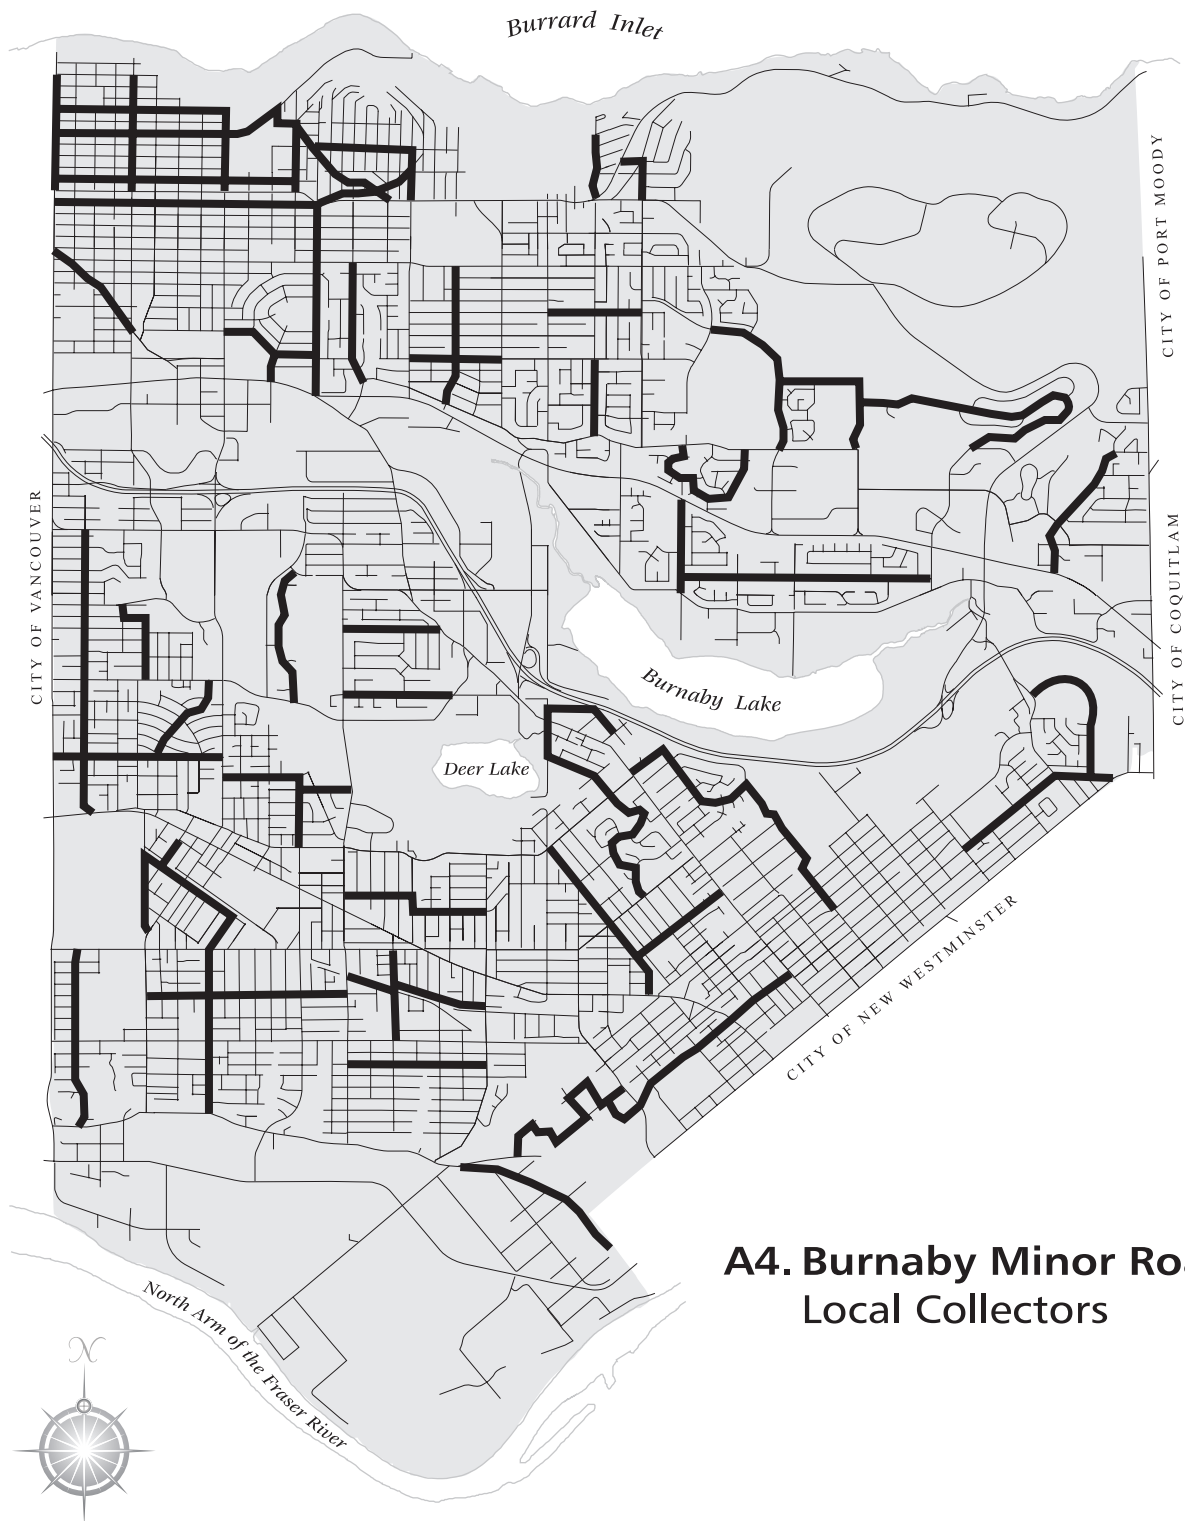 Burrard Inlet
CITY OF PORT MOODY
CITY OF VANCOUVER
CITY OF COQUITLAM
Burnaby Lake
Deer Lake
CITY OF NEW WESTMINSTER
A4. Burnaby Minor
Local Collectors
North Arm of the Fraser River
N